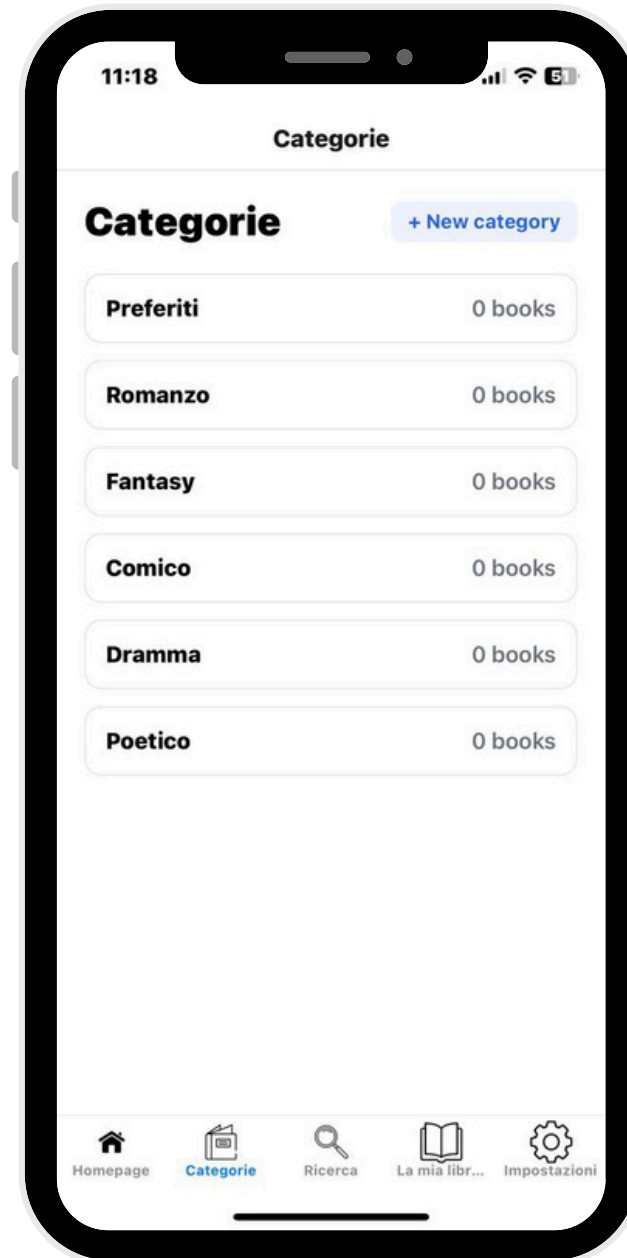 11:18
51
Categorie
Categorie
+ New category
Preferiti
0 books
Romanzo
0 books
Fantasy
0 books
Comico
0 books
Dramma
0 books
Poetico
0 books
Homepage
Categorie
Ricerca
La mia libr...
Impostazioni